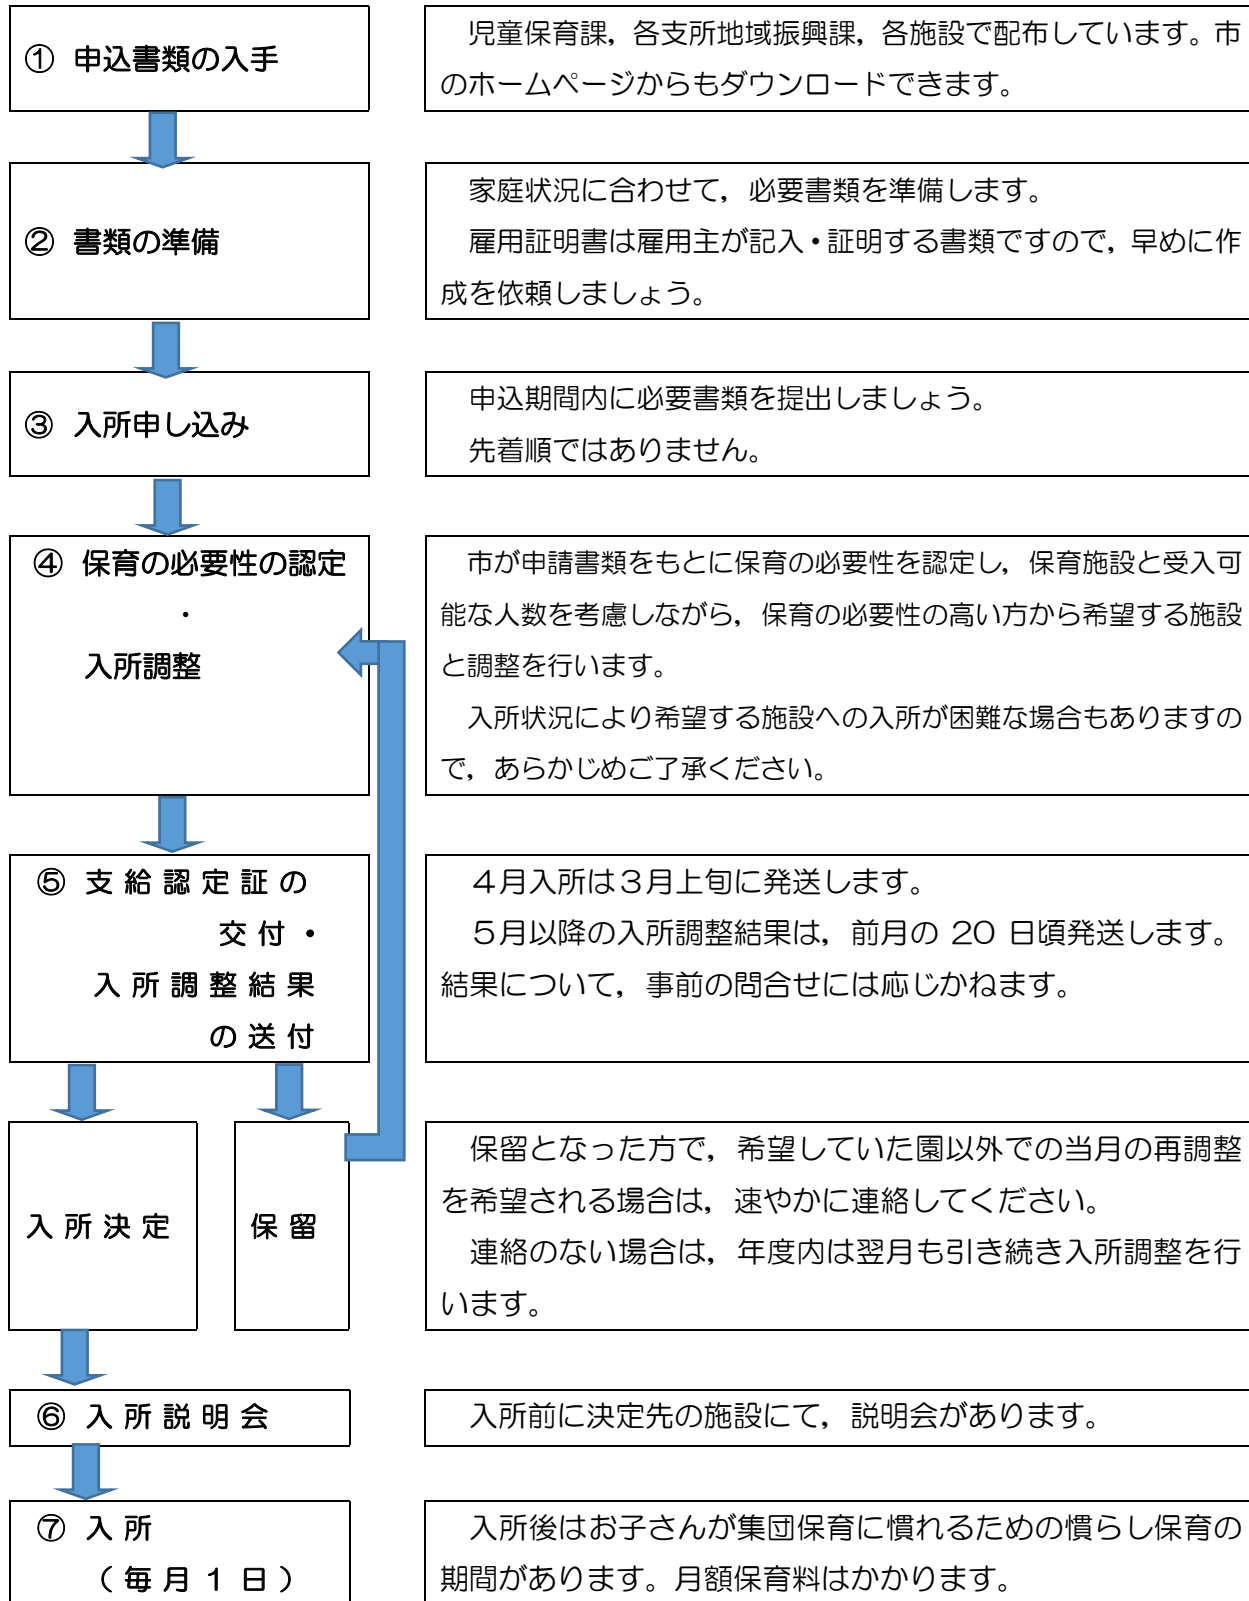 ① 申込書類の入手
児童保育課，各支所地域振興課，各施設で配布しています。市
のホームページからもダウンロードできます。
② 書類の準備
家庭状況に合わせて，必要書類を準備します。
雇用証明書は雇用主が記入・証明する書類ですので，早めに作
成を依頼しましょう。
③ 入所申し込み
申込期間内に必要書類を提出しましょう。
先着順ではありません。
④ 保育の必要性の認定
・
入所調整
市が申請書類をもとに保育の必要性を認定し，保育施設と受入可
能な人数を考慮しながら，保育の必要性の高い方から希望する施設
と調整を行います。
入所状況により希望する施設への入所が困難な場合もありますの
で，あらかじめご了承ください。
⑤ 支給認定証の
交付・
入所調整結果
の送付
４月入所は３月上旬に発送します。
５月以降の入所調整結果は，前月の 20 日頃発送します。
結果について，事前の問合せには応じかねます。
入所決定
保留
保留となった方で，希望していた園以外での当月の再調整
を希望される場合は，速やかに連絡してください。
連絡のない場合は，年度内は翌月も引き続き入所調整を行
います。
⑥ 入所説明会
入所前に決定先の施設にて，説明会があります。
⑦ 入所
（毎月１日）
入所後はお子さんが集団保育に慣れるための慣らし保育の
期間があります。月額保育料はかかります。